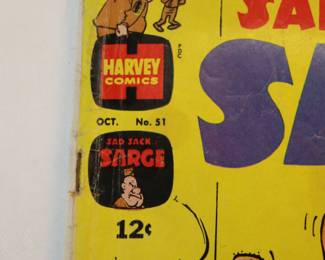 HARVEY
COMICS
OCT. No. 51
SAD SACK
SARGE
12¢